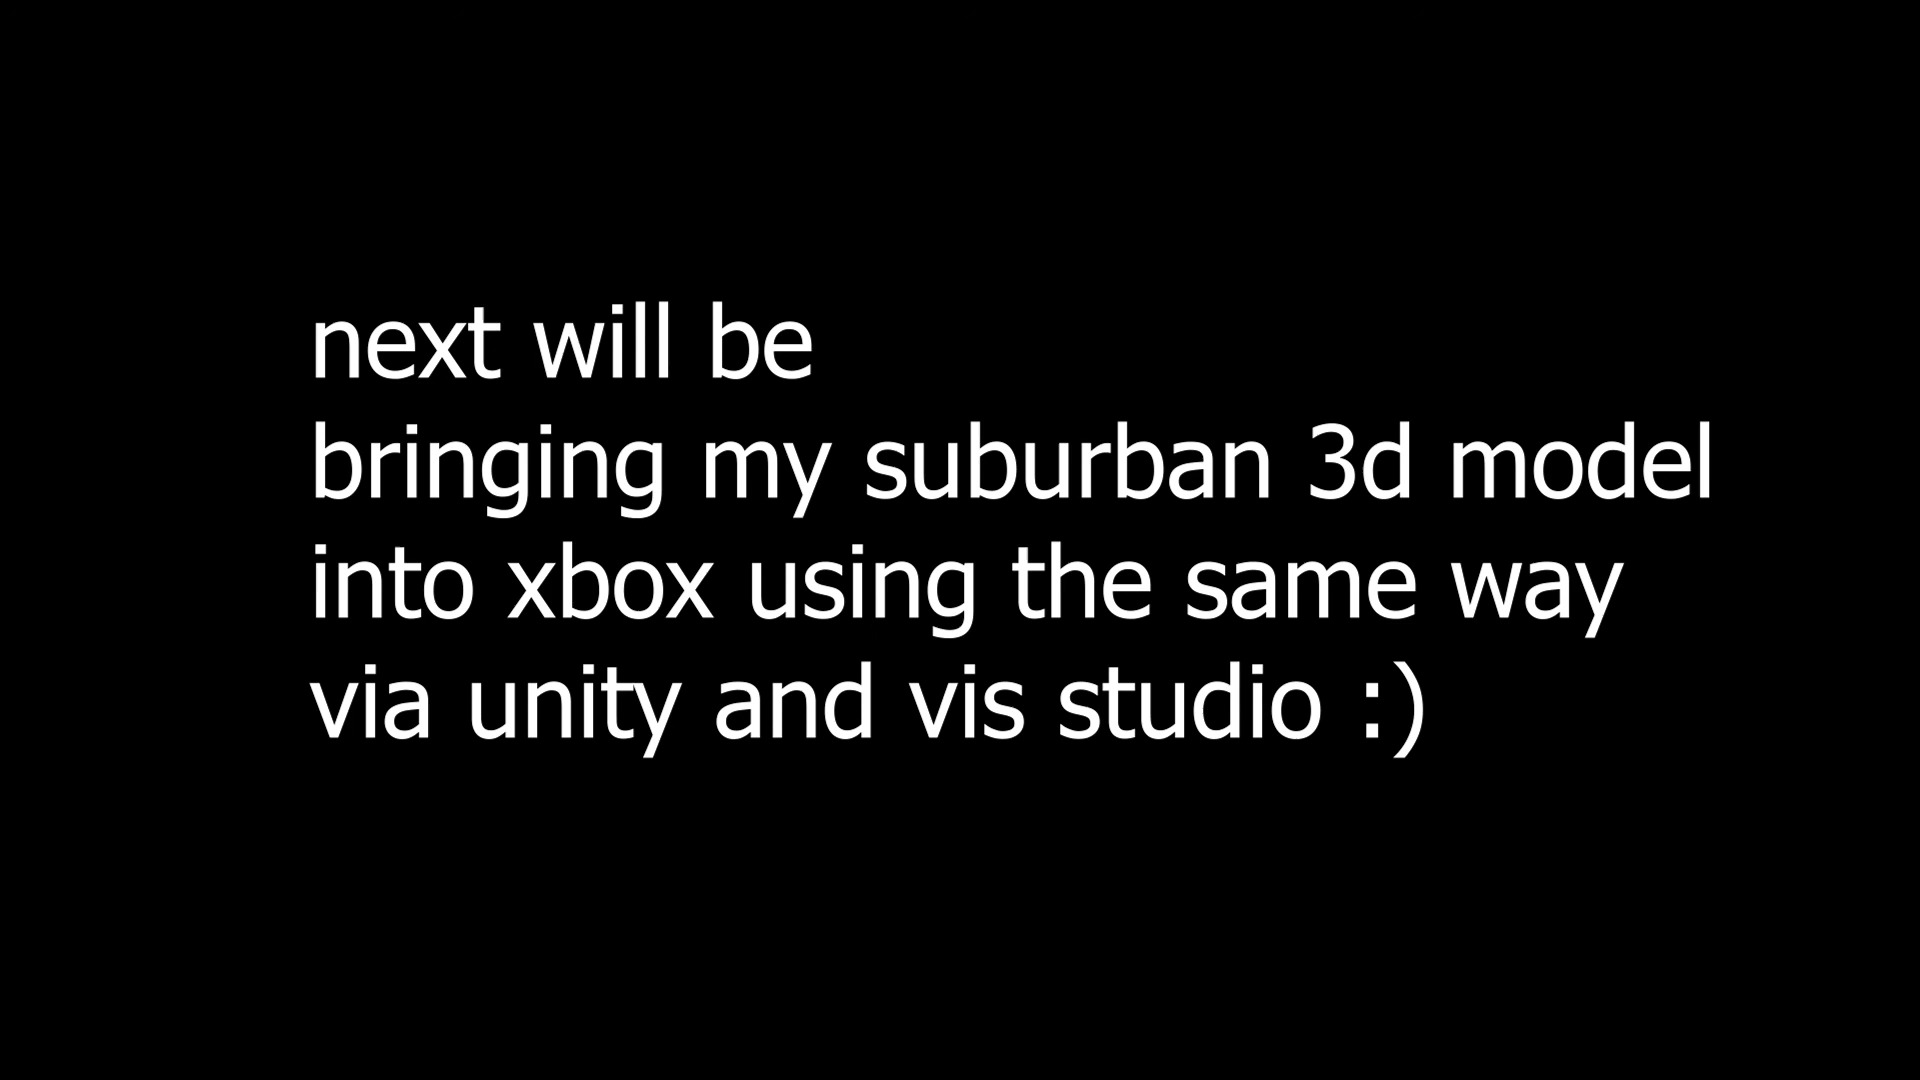 next will be
bringing my suburban 3d model
into xbox using the same way
via unity and vis studio :)